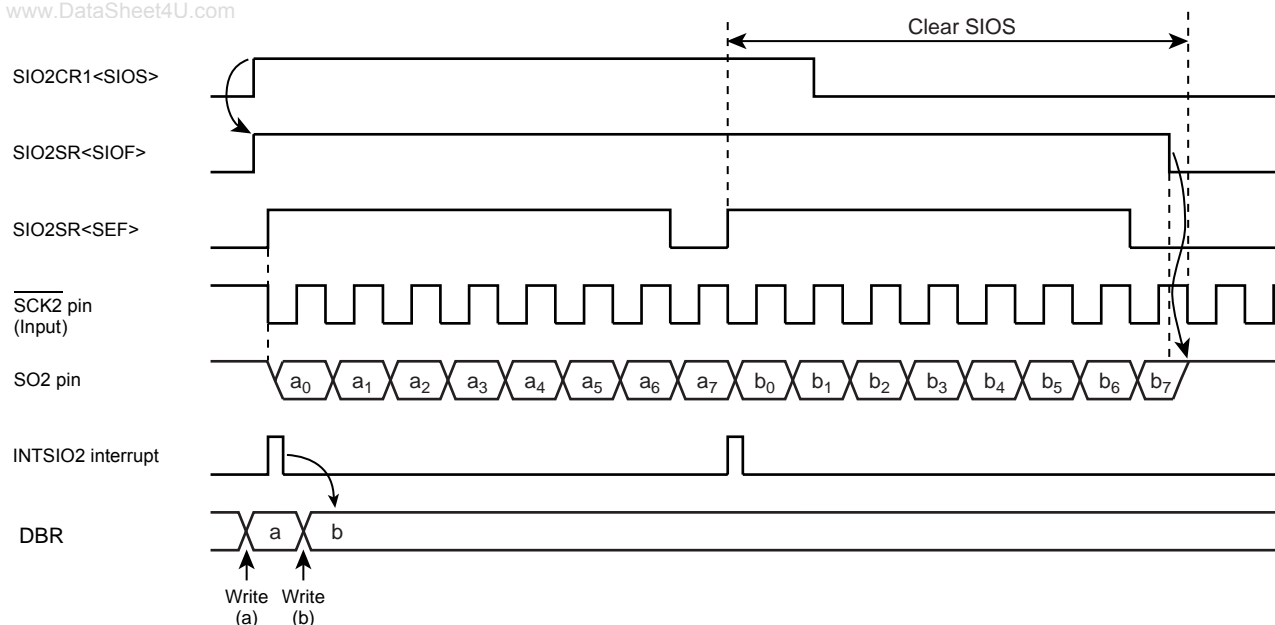 www.DataSheet4U.com
Clear SIOS
SIO2CR1<SIOS>
SIO2SR<SIOF>
SIO2SR<SEF>
SCK2 pin
(Input)
SO2 pin
a0 a1 a2 a3 a4 a5 a6 a7 b0 b1 b2 b3 b4 b5 b6 b7
INTSIO2 interrupt
DBR
a b
Write Write
(a) (b)